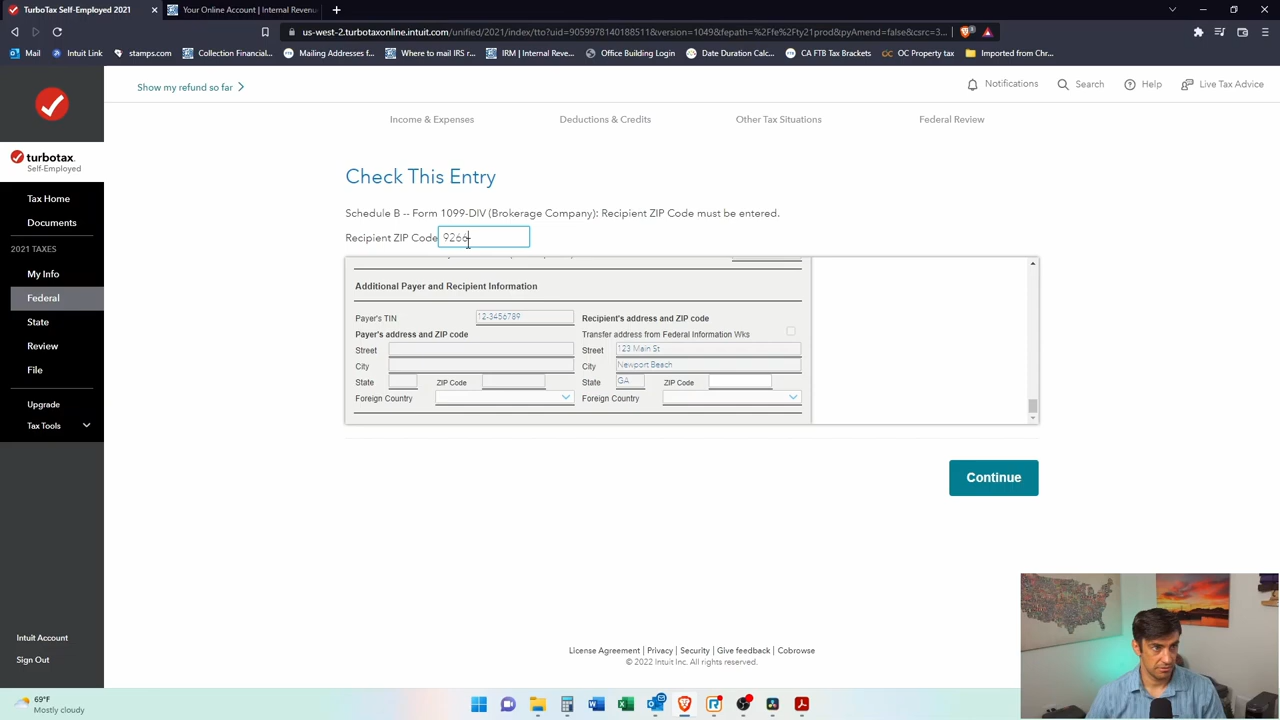 TurboTax Self-Employed 2021
Your Online Account | Internal Revenu
us-west-2.turbotaxonline.intuit.com/unified/2021/index/tto?uid=9059978140188511&version=1049&fepath=%2ffe%2fty21prod&pyAmend=false&csrc=3...
Mail
Intuit Link
stamps.com
Collection Financial...
Mailing Addresses f...
Where to mail IRS r...
IRM | Internal Reve...
Office Building Login
Date Duration Calc...
CA FTB Tax Brackets
OC Property tax
Imported from Chr...
Show my refund so far
Notifications
Search
Help
Live Tax Advice
Income & Expenses
Deductions & Credits
Other Tax Situations
Federal Review
turbotax
Self-Employed
Tax Home
Documents
2021 TAXES
My Info
Federal
State
Review
File
Upgrade
Tax Tools
Intuit Account
Sign Out
Check This Entry
Schedule B -- Form 1099-DIV (Brokerage Company): Recipient ZIP Code must be entered.
Recipient ZIP Code 9266
Additional Payer and Recipient Information
Payer's TIN 12-3456789
Payer's address and ZIP code
Street
City
State ZIP Code
Foreign Country
Recipient's address and ZIP code
Transfer address from Federal Information Wks
Street 123 Main St
City Newport Beach
State GA ZIP Code
Foreign Country
Continue
License Agreement | Privacy | Security | Give feedback | Cobrowse
© 2022 Intuit Inc. All rights reserved.
69°F
Mostly cloudy